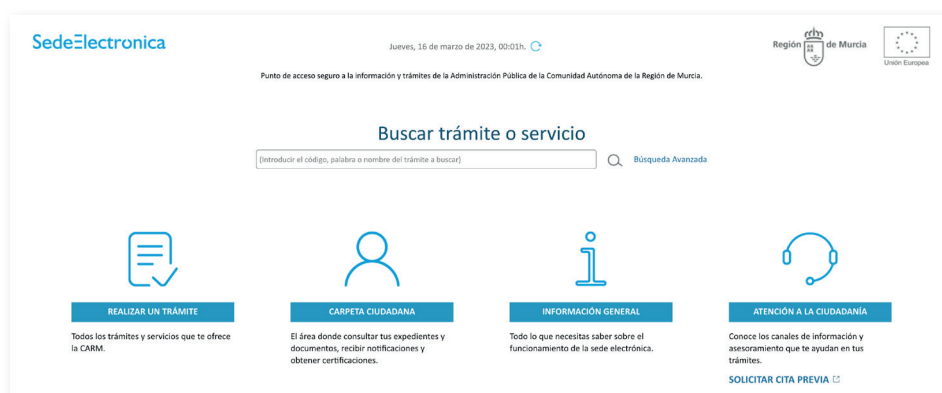 SedeElectronica
Jueves, 16 de marzo de 2023, 00:01h.
Región de Murcia
Unión Europea
Punto de acceso seguro a la información y trámites de la Administración Pública de la Comunidad Autónoma de la Región de Murcia.
Buscar trámite o servicio
(Introducir el código, palabra o nombre del trámite a buscar)
Búsqueda Avanzada
REALIZAR UN TRÁMITE
Todos los trámites y servicios que te ofrece
la CARM.
CARPETA CIUDADANA
El área donde consultar tus expedientes y
documentos, recibir notificaciones y
obtener certificaciones.
INFORMACIÓN GENERAL
Todo lo que necesitas saber sobre el
funcionamiento de la sede electrónica.
ATENCIÓN A LA CIUDADANÍA
Conoce los canales de información y
asesoramiento que te ayudan en tus
trámites.
SOLICITAR CITA PREVIA